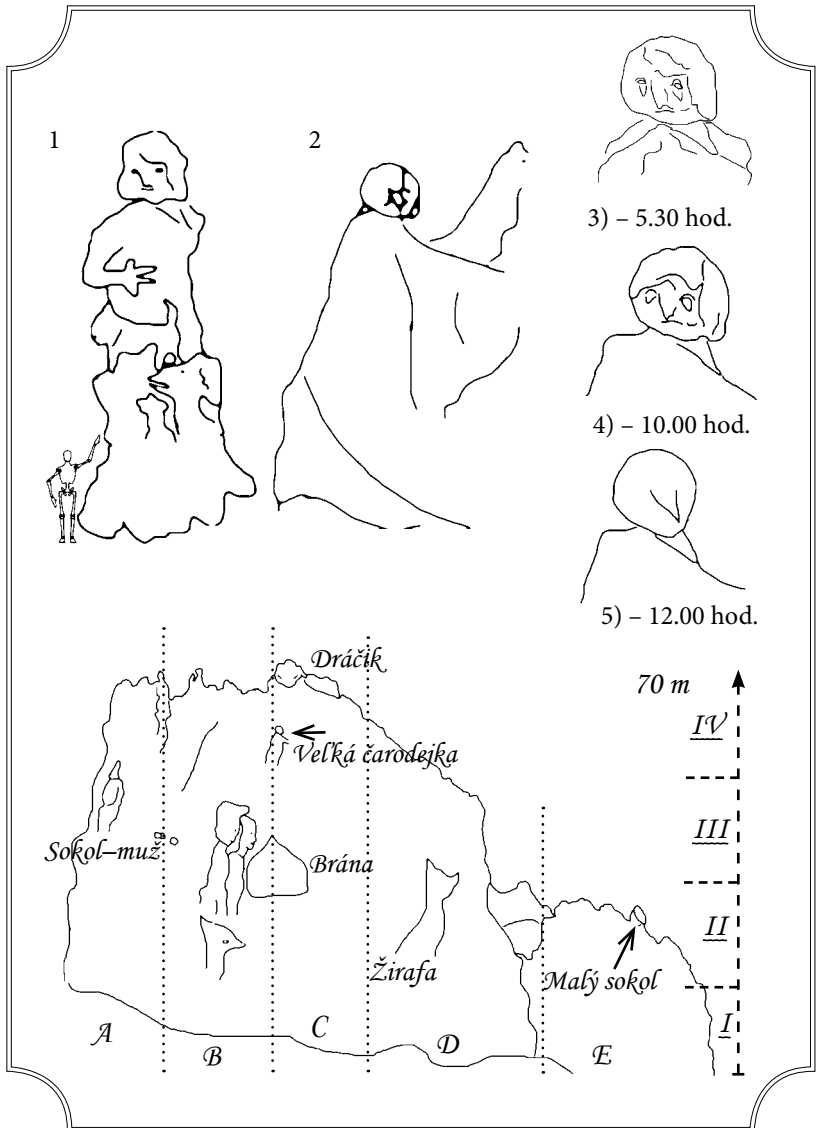 1
2
3) – 5.30 hod.
4) – 10.00 hod.
5) – 12.00 hod.
Dráčik
70 m
IV
Veľká čarodejka
III
Sokol–muž
Brána
II
Žirafa
Malý sokol
I
A
B
C
D
E